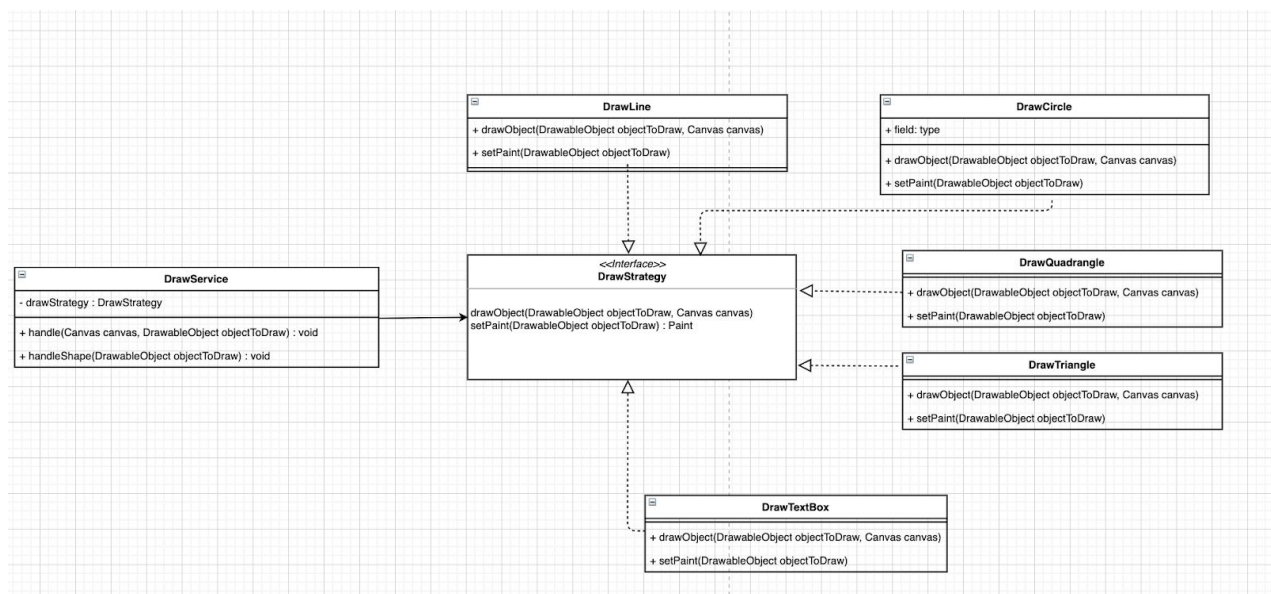 DrawLine
+ drawObject(DrawableObject objectToDraw, Canvas canvas)
+ setPaint(DrawableObject objectToDraw)
DrawCircle
+ field: type
+ drawObject(DrawableObject objectToDraw, Canvas canvas)
+ setPaint(DrawableObject objectToDraw)
DrawService
- drawStrategy : DrawStrategy
+ handle(Canvas canvas, DrawableObject objectToDraw) : void
+ handleShape(DrawableObject objectToDraw) : void
<<Interface>>
DrawStrategy
drawObject(DrawableObject objectToDraw, Canvas canvas)
setPaint(DrawableObject objectToDraw) : Paint
DrawQuadrangle
+ drawObject(DrawableObject objectToDraw, Canvas canvas)
+ setPaint(DrawableObject objectToDraw)
DrawTriangle
+ drawObject(DrawableObject objectToDraw, Canvas canvas)
+ setPaint(DrawableObject objectToDraw)
DrawTextBox
+ drawObject(DrawableObject objectToDraw, Canvas canvas)
+ setPaint(DrawableObject objectToDraw)